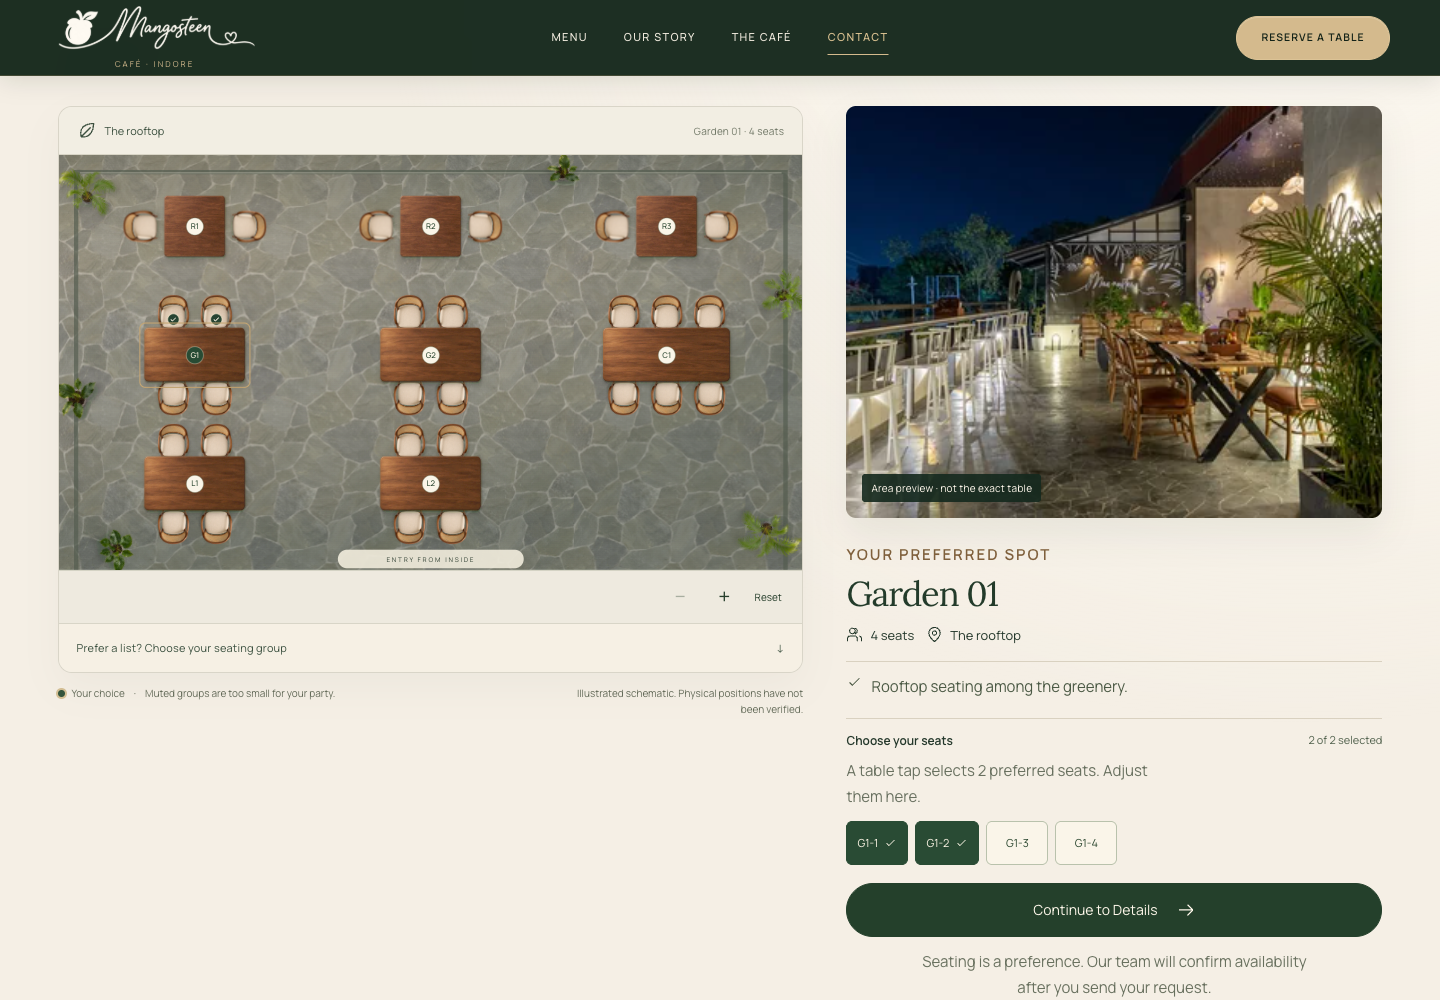 Mangosteen
CAFÉ · INDORE
MENU
OUR STORY
THE CAFÉ
CONTACT
RESERVE A TABLE
The rooftop
Garden 01 · 4 seats
R1
R2
R3
G1
G2
C1
L1
L2
ENTRY FROM INSIDE
− + Reset
Prefer a list? Choose your seating group ↓
Your choice · Muted groups are too small for your party.
Illustrated schematic. Physical positions have not
been verified.
Mangosteen
Area preview · not the exact table
YOUR PREFERRED SPOT
Garden 01
4 seats
The rooftop
Rooftop seating among the greenery.
Choose your seats
2 of 2 selected
A table tap selects 2 preferred seats. Adjust
them here.
G1-1
G1-2
G1-3
G1-4
Continue to Details →
Seating is a preference. Our team will confirm availability
after you send your request.